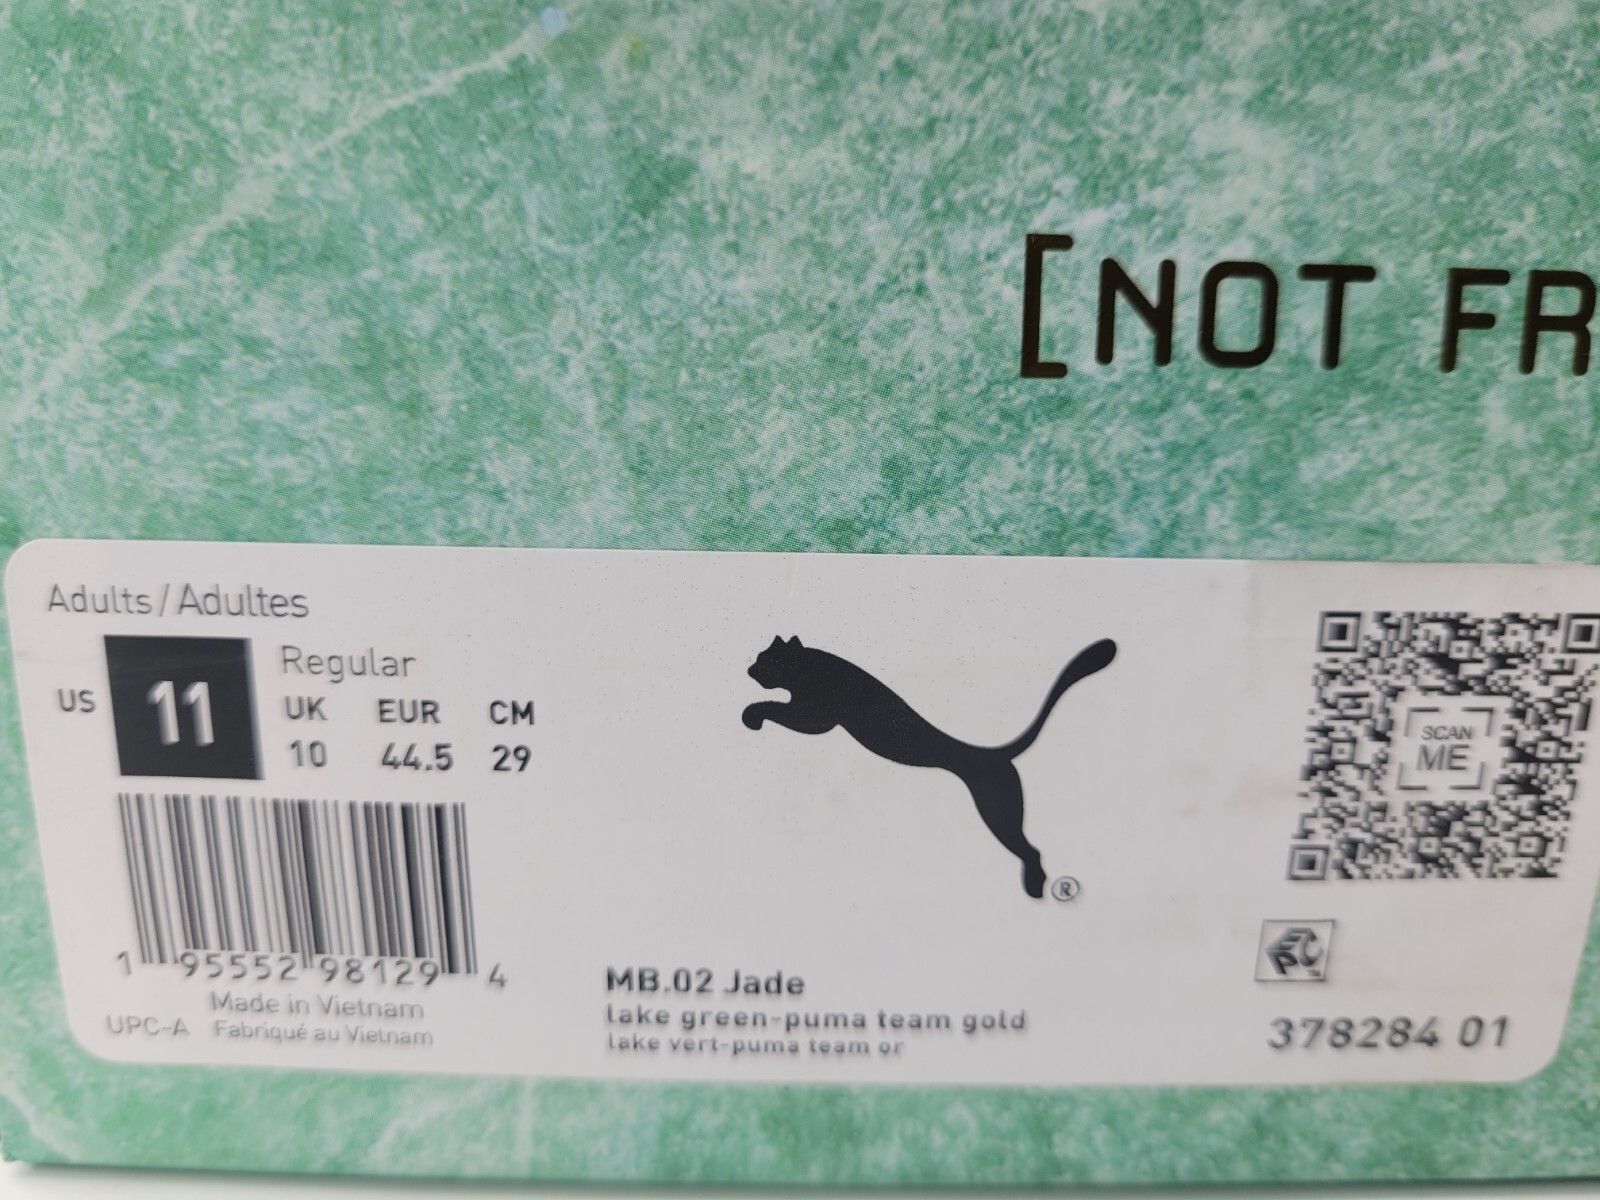 [NOT FR
Adults / Adultes
US 11 Regular
UK EUR CM
10 44.5 29
1 95552 98129 4
Made in Vietnam
UPC-A Fabriqué au Vietnam
®
MB.02 Jade
lake green-puma team gold
lake vert-puma team or
SCAN
ME
EPC
378284 01